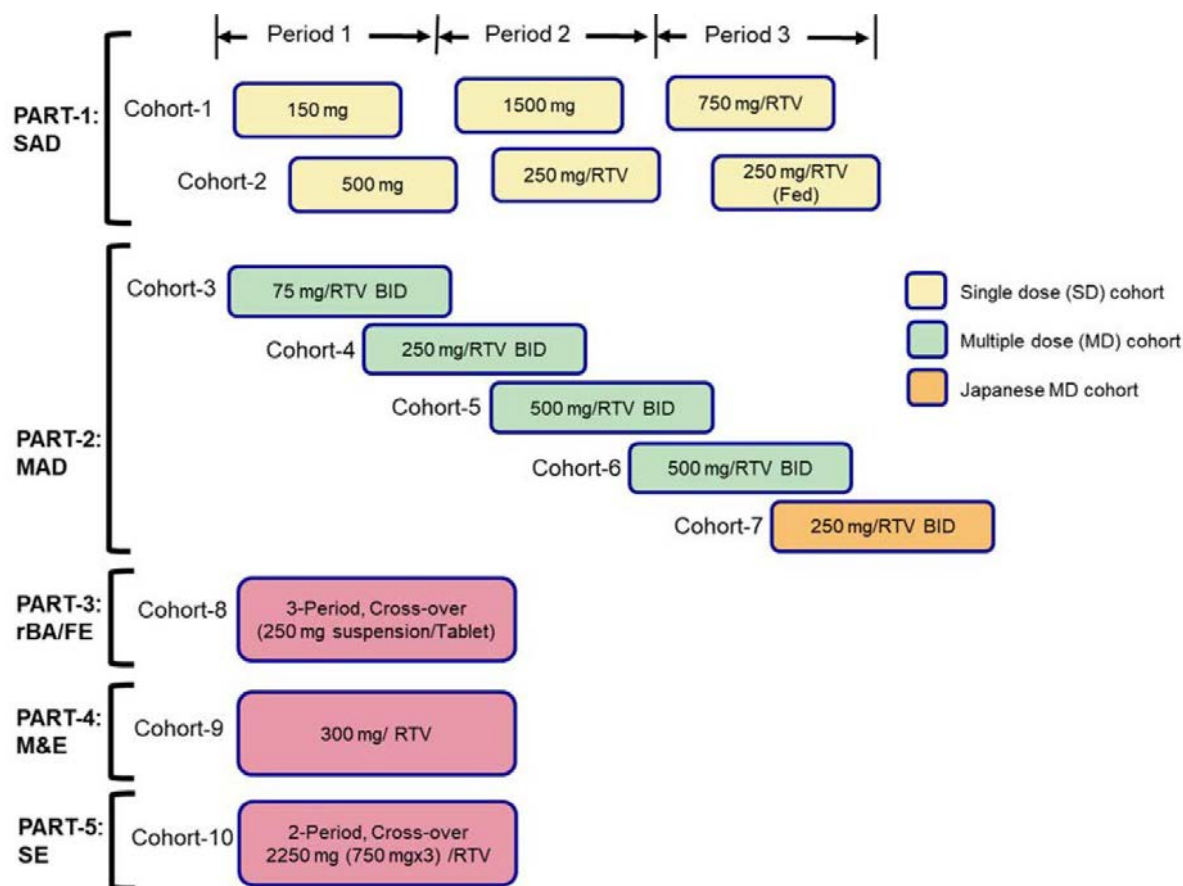 Period 1
Period 2
Period 3
PART-1:
SAD
Cohort-1
150 mg
1500 mg
750 mg/RTV
Cohort-2
500 mg
250 mg/RTV
250 mg/RTV
(Fed)
PART-2:
MAD
Cohort-3
75 mg/RTV BID
Cohort-4
250 mg/RTV BID
Cohort-5
500 mg/RTV BID
Cohort-6
500 mg/RTV BID
Cohort-7
250 mg/RTV BID
Single dose (SD) cohort
Multiple dose (MD) cohort
Japanese MD cohort
PART-3:
rBA/FE
Cohort-8
3-Period, Cross-over
(250 mg suspension/Tablet)
PART-4:
M&E
Cohort-9
300 mg/ RTV
PART-5:
SE
Cohort-10
2-Period, Cross-over
2250 mg (750 mgx3) /RTV